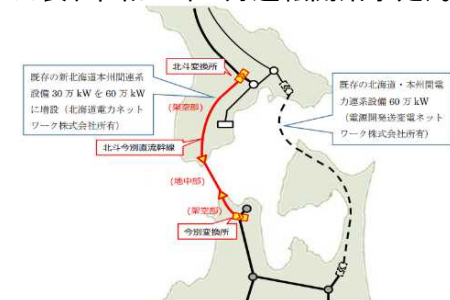 北斗変換所
既存の新北海道本州間連系
設備 30 万 kW を 60 万 kW
に増設（北海道電力ネット
ワーク株式会社所有）
既存の北海道・本州間電
力連系設備 60 万 kW
（電源開発送変電ネット
ワーク株式会社所有）
(架空部)
北斗今別直流幹線
(地中部)
(架空部)
今別変換所